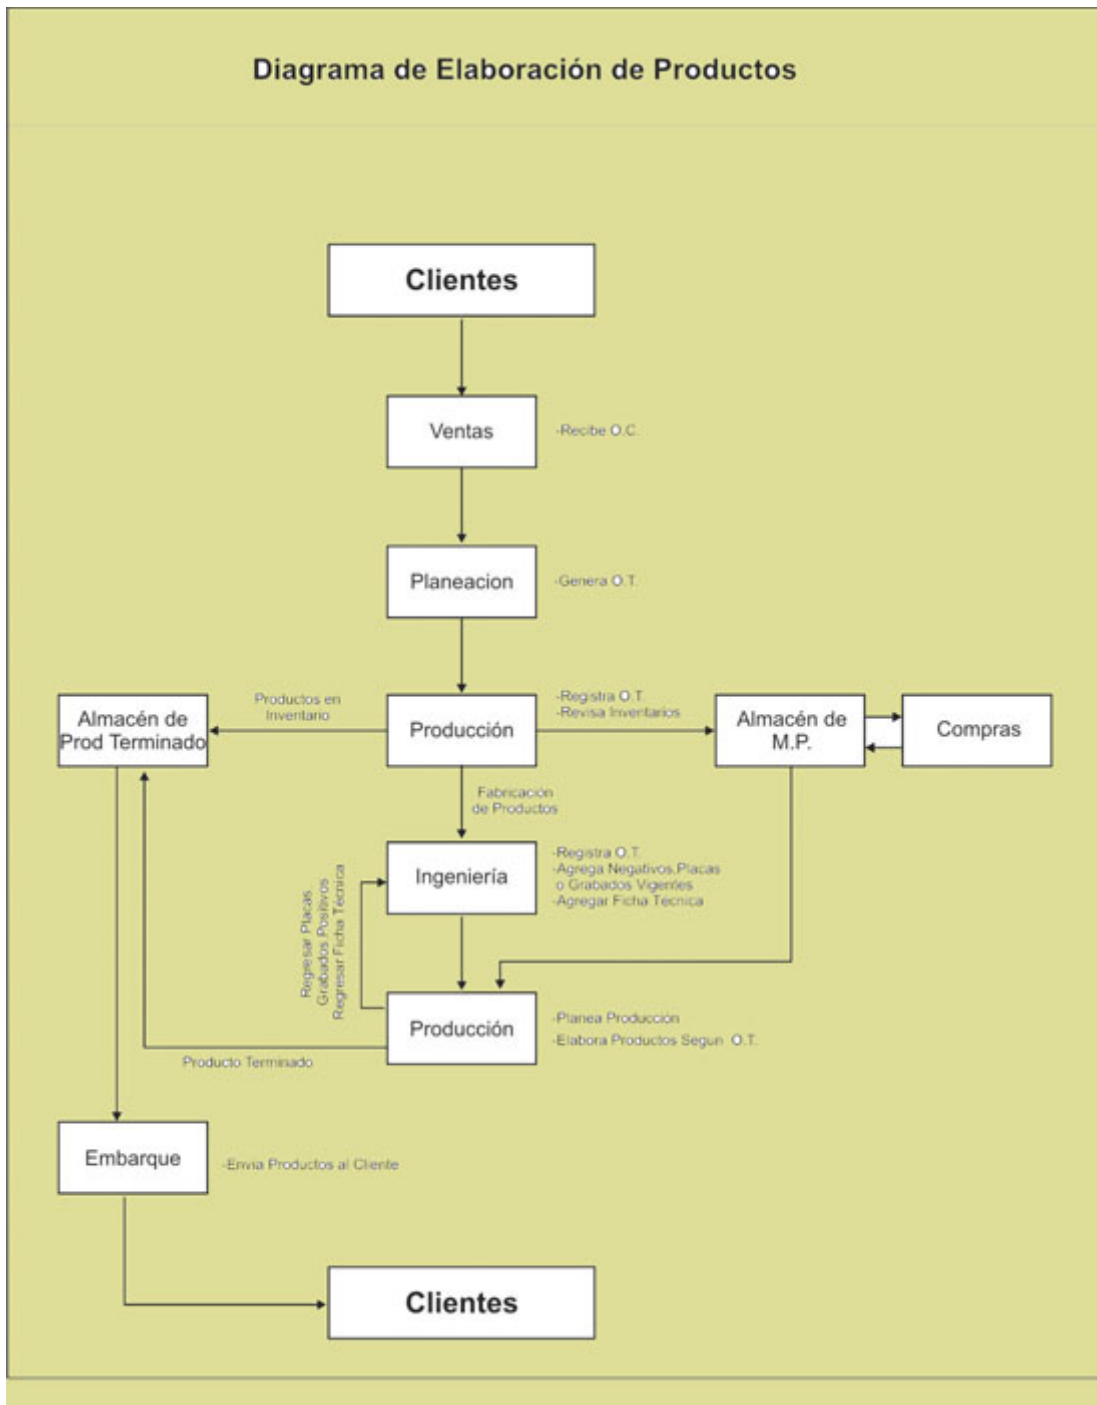 Diagrama de Elaboración de Productos
Clientes
Ventas
-Recibe O.C.
Planeacion
-Genera O.T.
Productos en
Inventario
-Registra O.T.
-Revisa Inventarios
Almacén de
Prod Terminado
Producción
Almacén de
M.P.
Compras
Fabricación
de Productos
Ingeniería
-Registra O.T.
-Agrega Negativos,Placas
o Grabados Vigentes
-Agregar Ficha Técnica
Regresar Placas
Grabados,Positivos
Regresar Ficha Técnica
Producción
-Planea Producción
-Elabora Productos Segun O.T.
Producto Terminado
Embarque
-Envia Productos al Cliente
Clientes